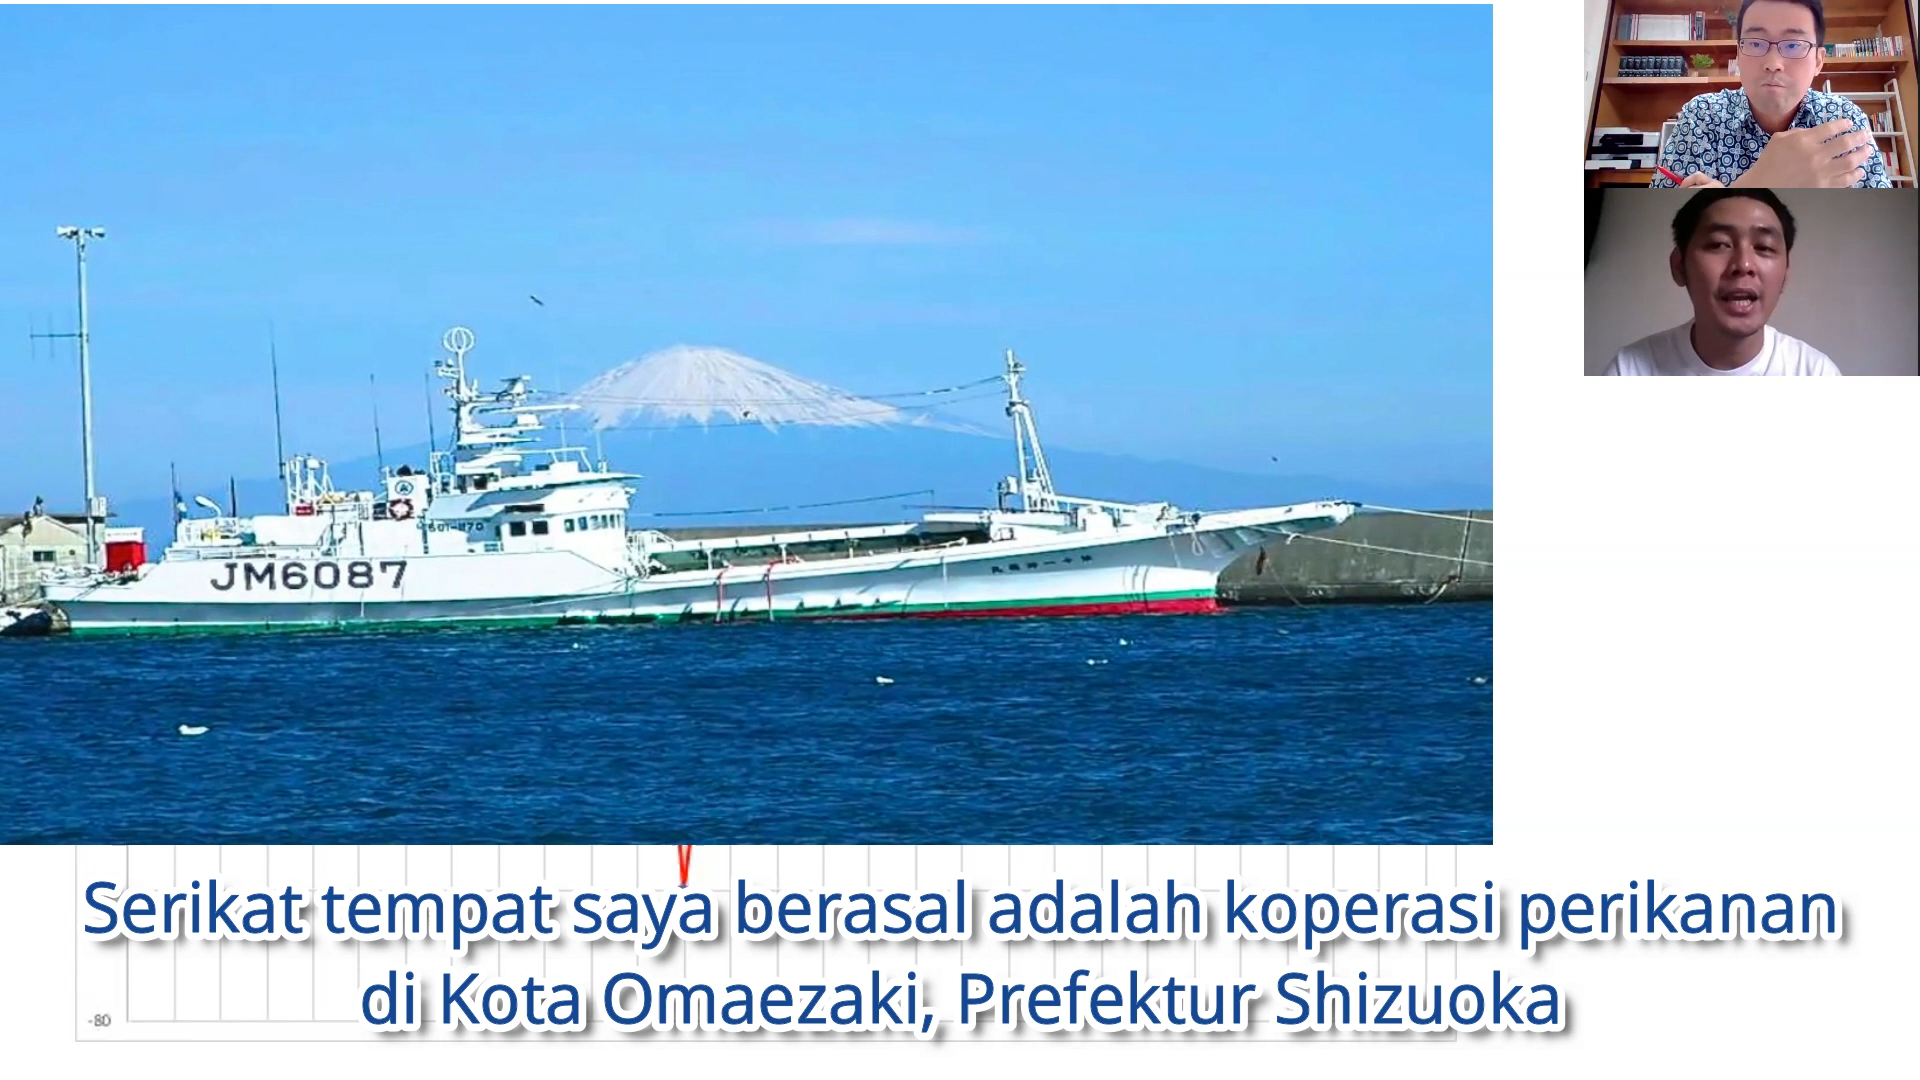 JM6087
Serikat tempat saya berasal adalah koperasi perikanan
di Kota Omaezaki, Prefektur Shizuoka
-80